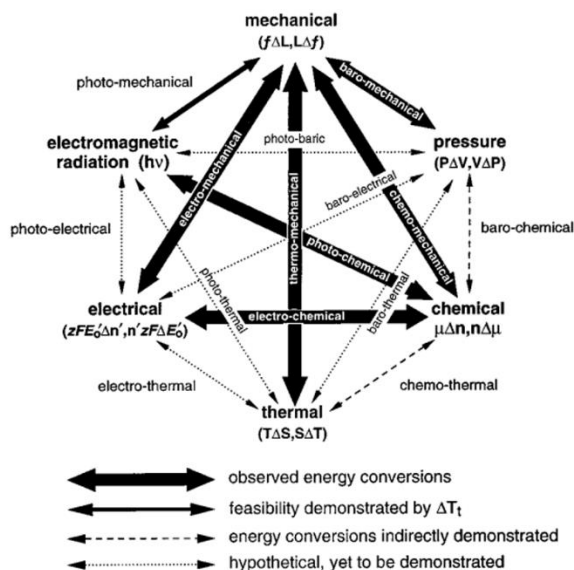 mechanical
(ƒΔL,LΔƒ)
photo-mechanical
baro-mechanical
electromagnetic
radiation (hν)
photo-baric
pressure
(PΔV,VΔP)
electro-mechanical
thermo-mechanical
baro-electrical
chemo-mechanical
photo-electrical
baro-chemical
photo-chemical
photo-thermal
baro-thermal
electrical
(zFE₀′Δn′,n′zFΔE₀′)
electro-chemical
chemical
μΔn,nΔμ
electro-thermal
chemo-thermal
thermal
(TΔS,SΔT)
observed energy conversions
feasibility demonstrated by ΔTₜ
energy conversions indirectly demonstrated
hypothetical, yet to be demonstrated